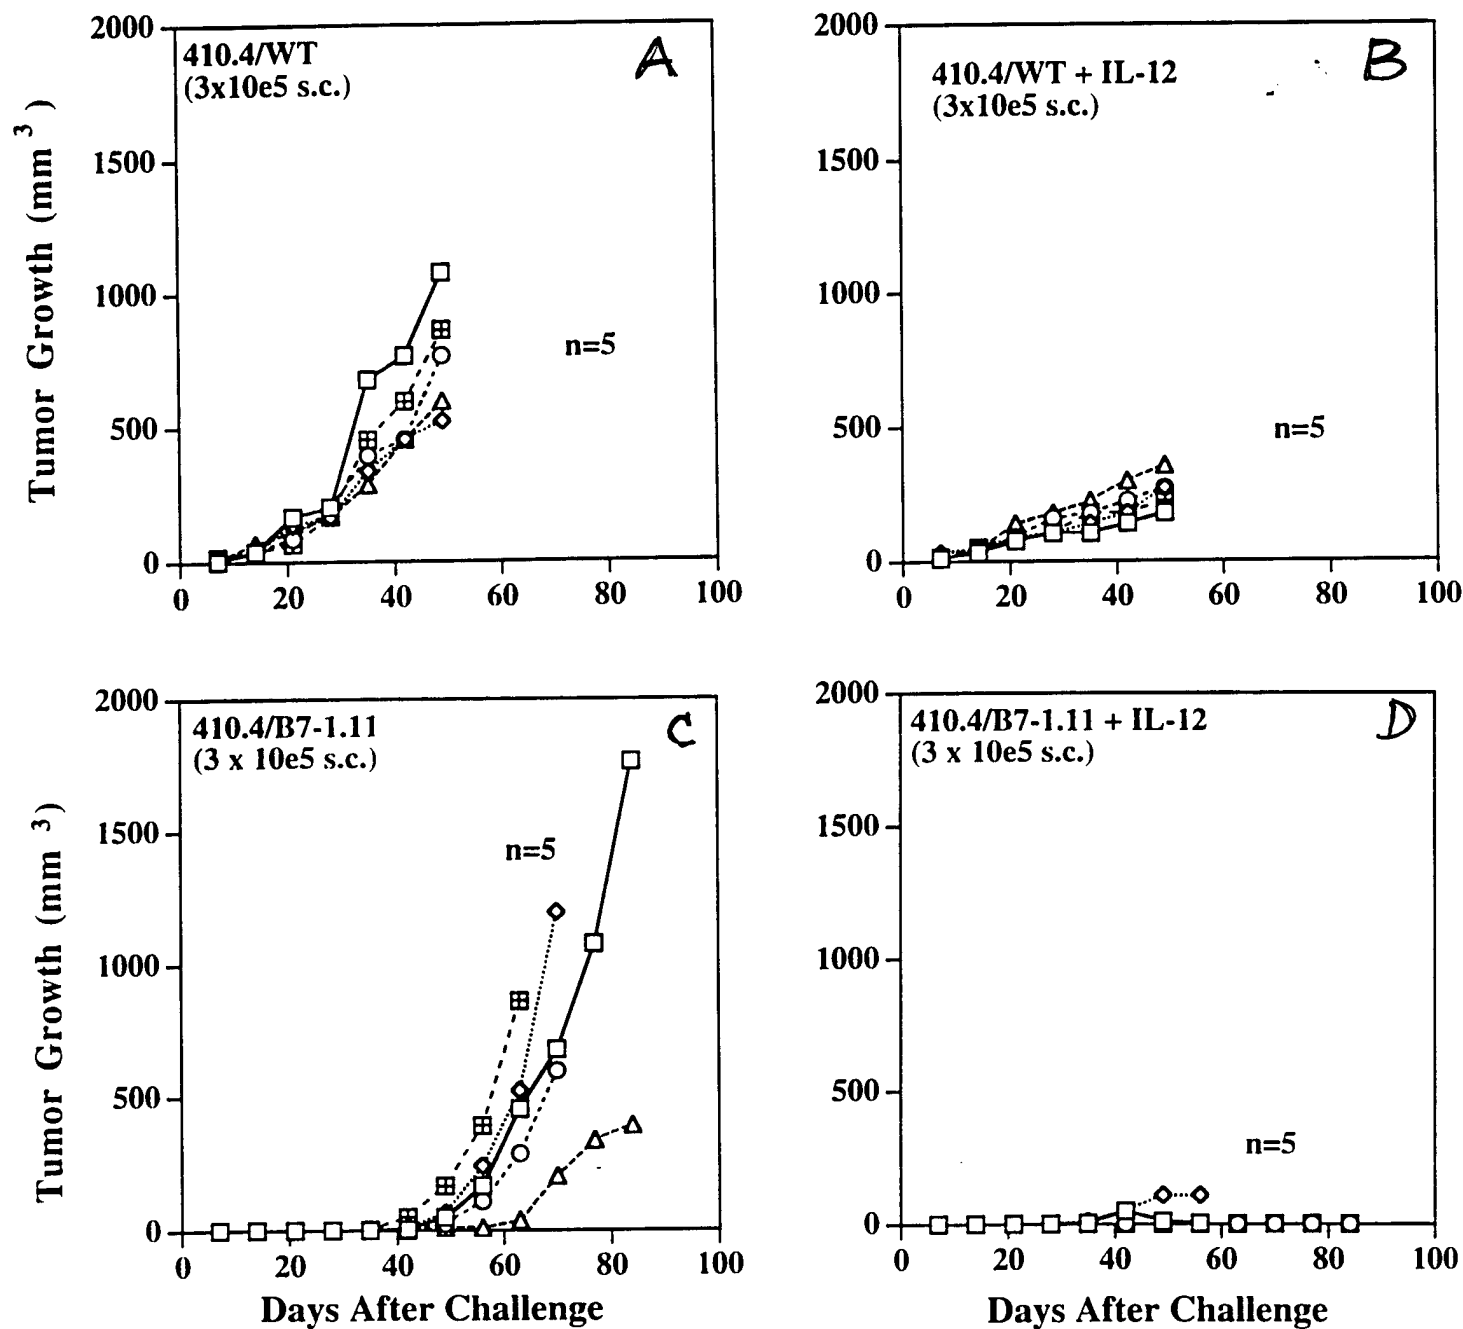 410.4/WT
(3x10e5 s.c.)
A
n=5
2000
1500
1000
500
0
0 20 40 60 80 100
Tumor Growth (mm 3 )
410.4/WT + IL-12
(3x10e5 s.c.)
B
n=5
2000
1500
1000
500
0
0 20 40 60 80 100
410.4/B7-1.11
(3 x 10e5 s.c.)
C
n=5
2000
1500
1000
500
0
0 20 40 60 80 100
Tumor Growth (mm 3 )
Days After Challenge
410.4/B7-1.11 + IL-12
(3 x 10e5 s.c.)
D
n=5
2000
1500
1000
500
0
0 20 40 60 80 100
Days After Challenge